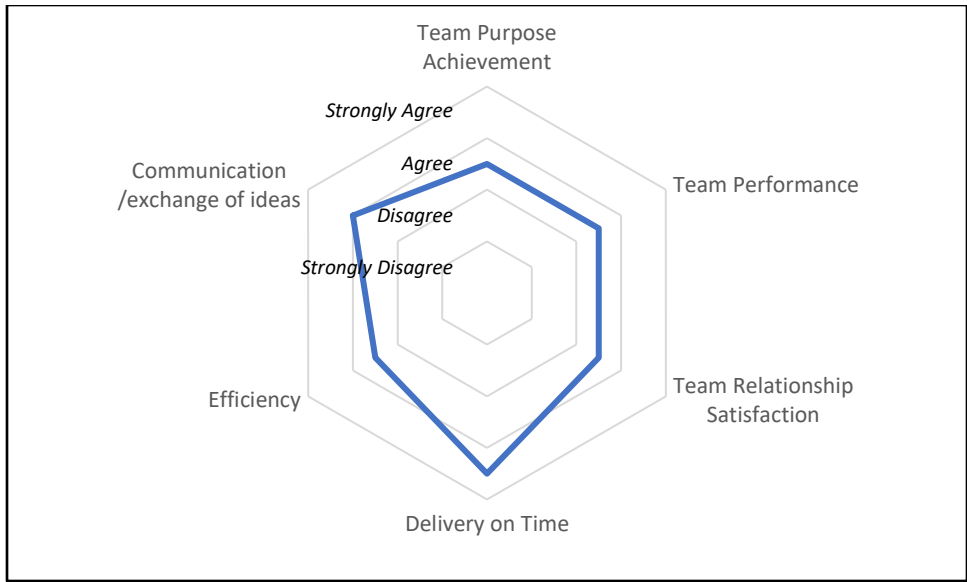 Team Purpose
Achievement
Strongly Agree
Agree
Communication
/exchange of ideas
Team Performance
Disagree
Strongly Disagree
Efficiency
Team Relationship
Satisfaction
Delivery on Time